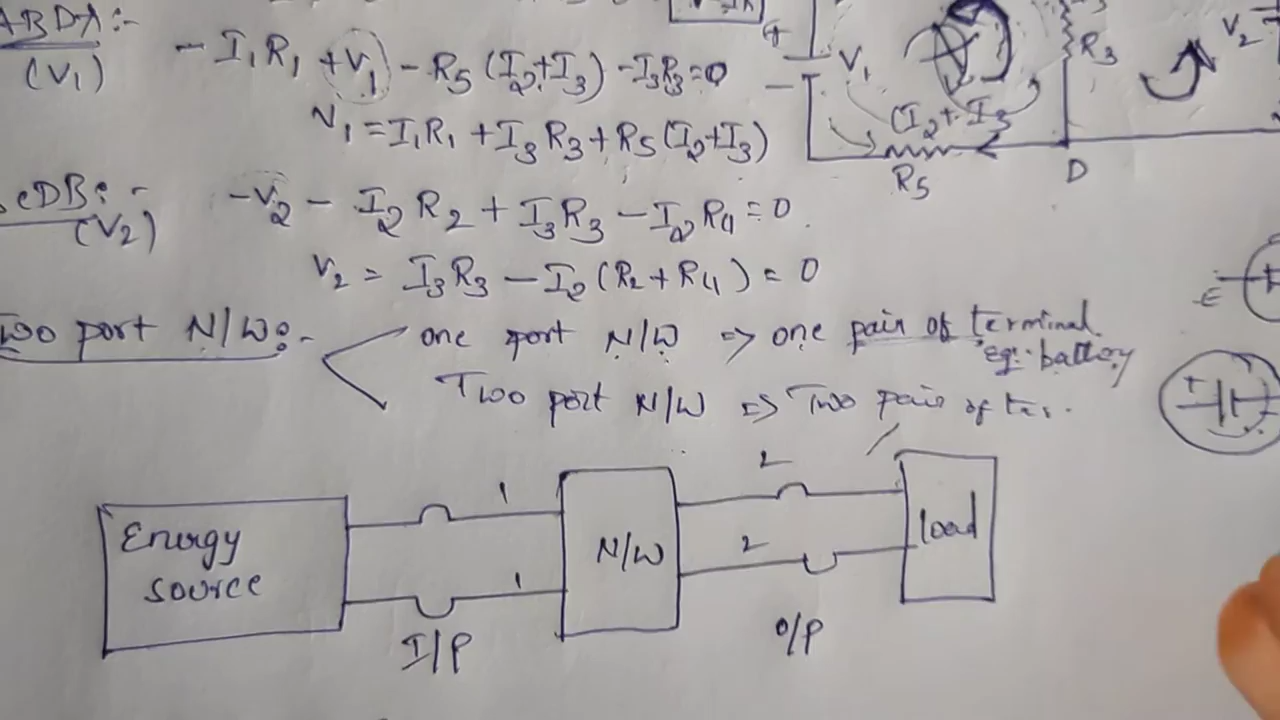 ABDA:-
(V1)
- I1R1 + V1 - R5 (I2+I3) - I3R3=0
V1 = I1R1 + I3R3 + R5 (I2+I3)
+
-
V1
(I2+I3
R5
R3
D
V2
CDB:-
(V2)
-V2 - I2R2 + I3R3 - I2R4 = 0
V2 = I3R3 - I2 (R2+R4) = 0
Two port N/W:-
one port N/W => one pair of terminal.
eg:- battery
Two port N/W => Two pair of ter.
E
+
Energy
source
1
1
I/P
N/W
2
2
O/P
load